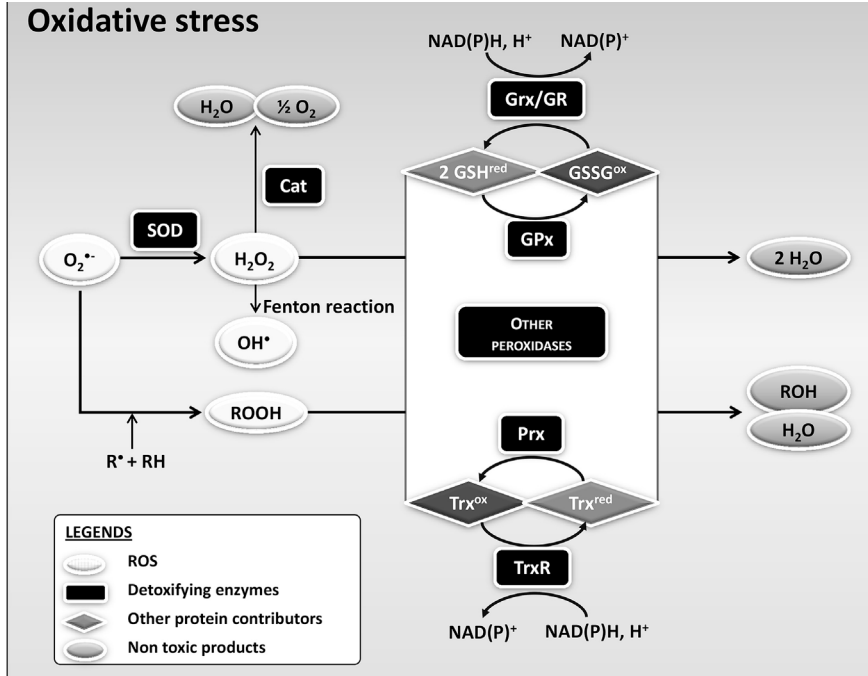 Oxidative stress
NAD(P)H, H⁺
NAD(P)⁺
Grx/GR
H₂O
½ O₂
2 GSHʳᵉᵈ
GSSGᵒˣ
Cat
SOD
GPx
O₂•⁻
H₂O₂
2 H₂O
Fenton reaction
OH•
OTHER
PEROXIDASES
ROOH
ROH
H₂O
R• + RH
Prx
Trxᵒˣ
Trxʳᵉᵈ
TrxR
NAD(P)⁺
NAD(P)H, H⁺
LEGENDS
ROS
Detoxifying enzymes
Other protein contributors
Non toxic products